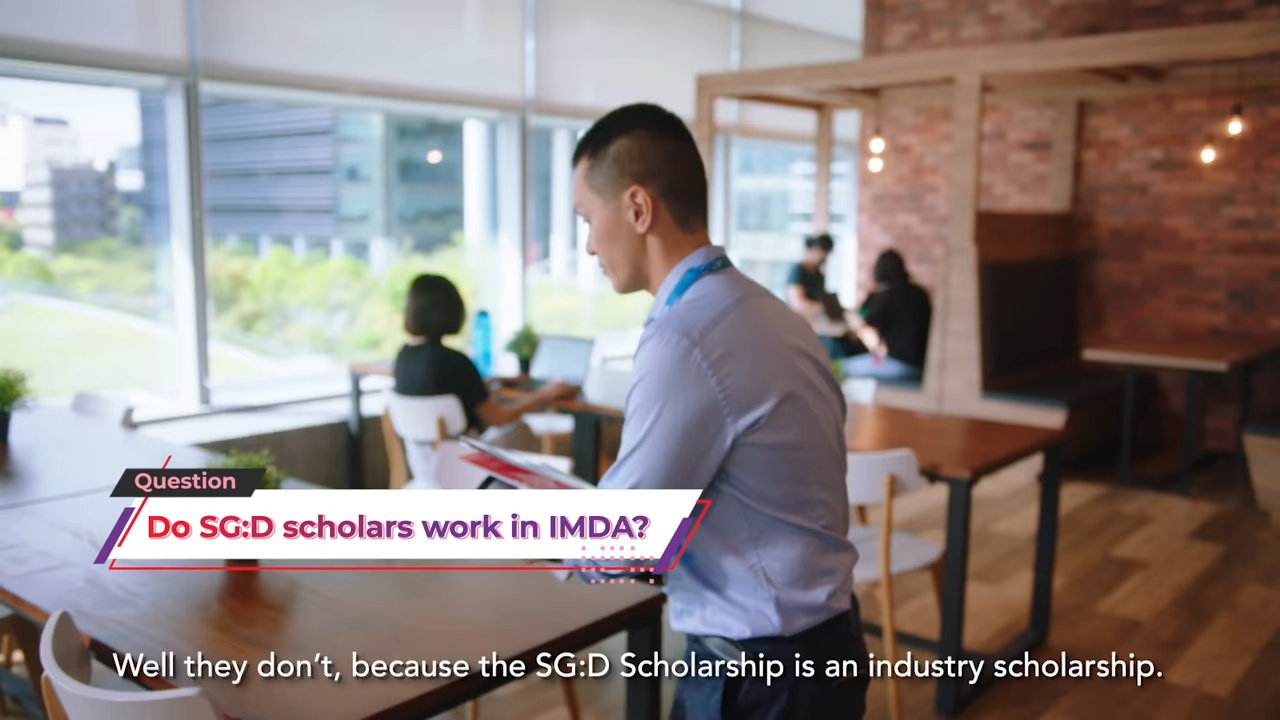 Question
Do SG:D scholars work in IMDA?
Well they don’t, because the SG:D Scholarship is an industry scholarship.